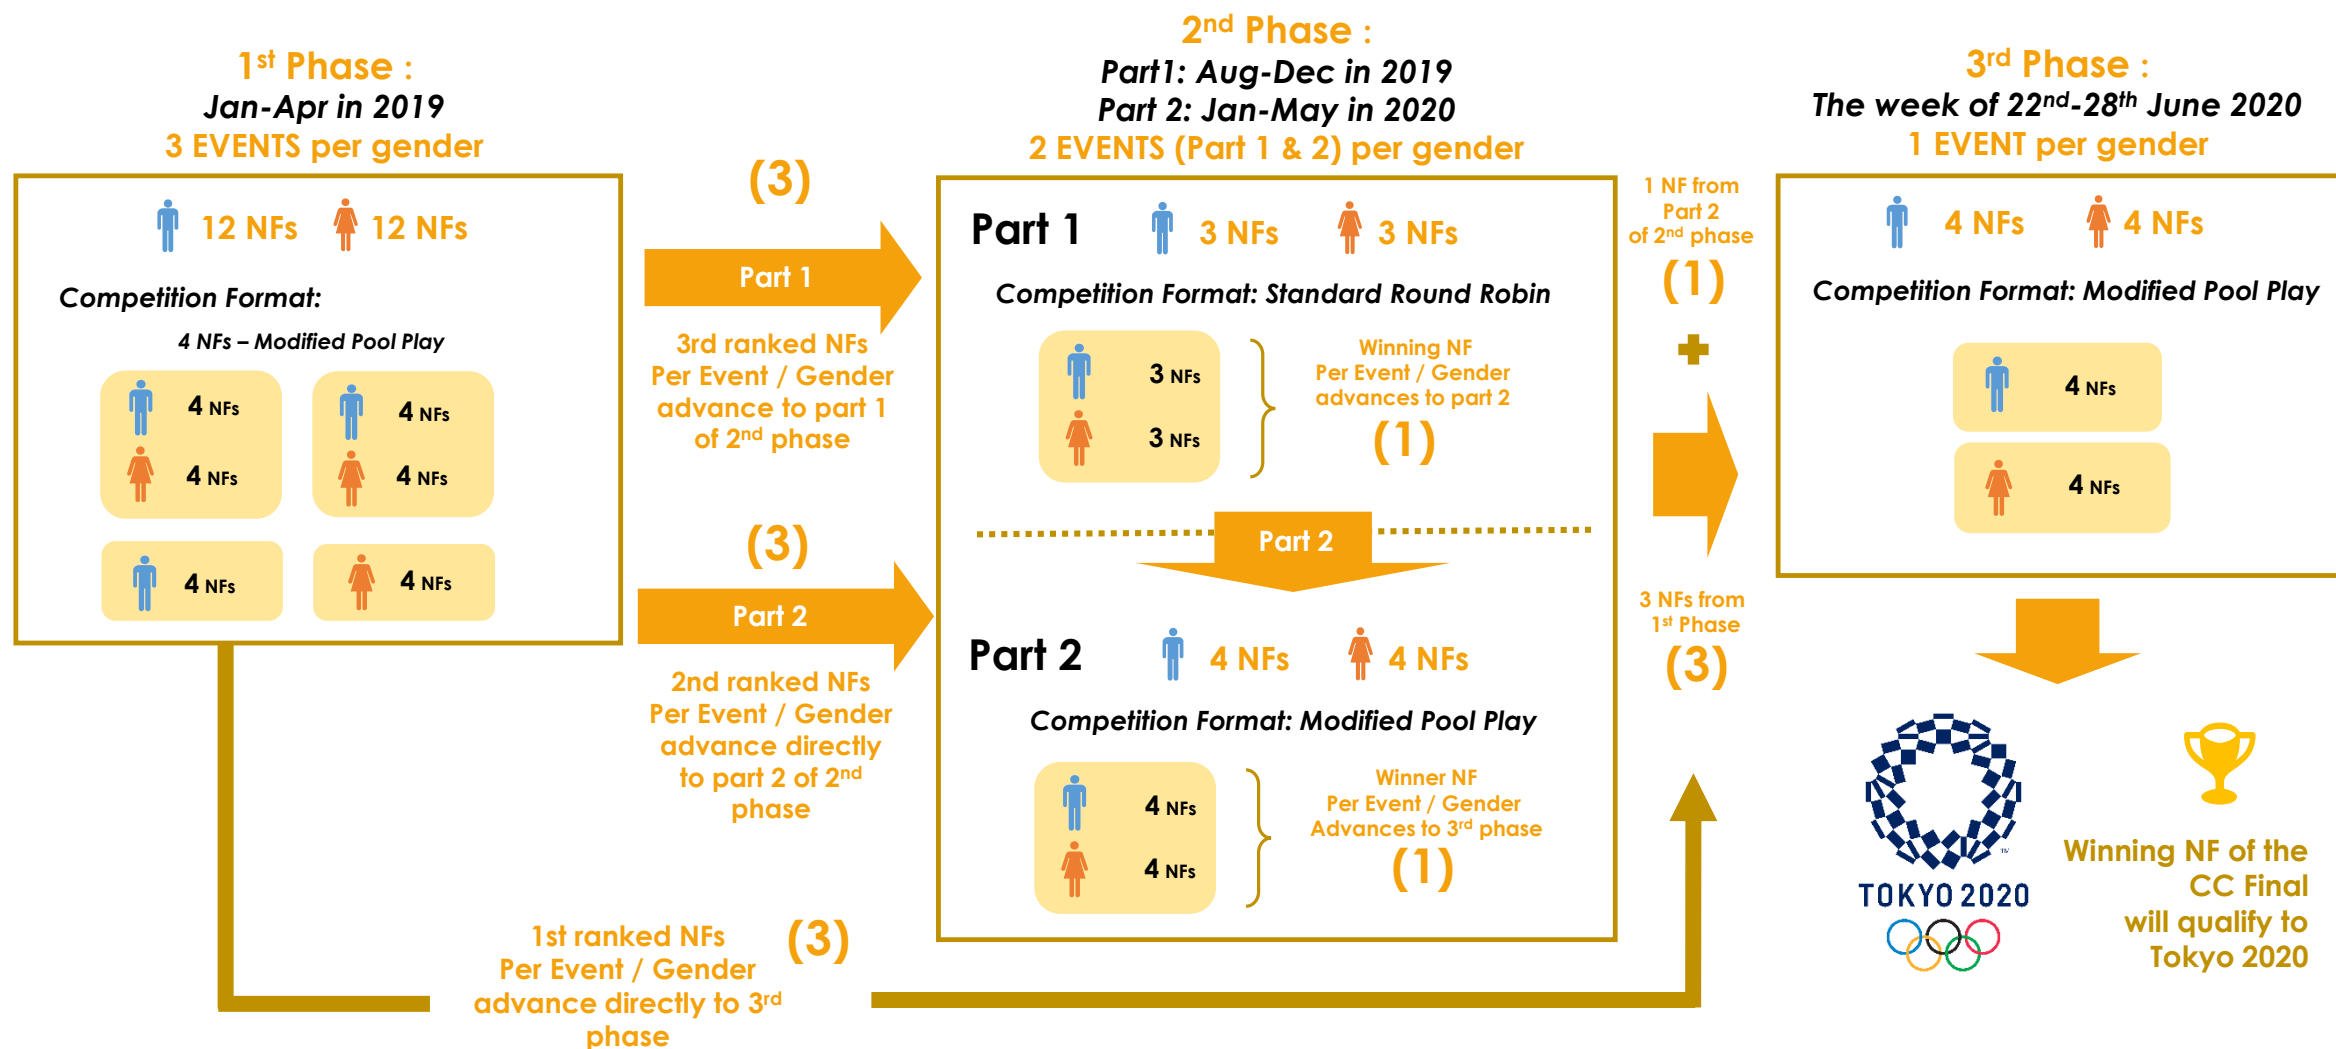 1st Phase :
Jan-Apr in 2019
3 EVENTS per gender
12 NFs 12 NFs
Competition Format:
4 NFs – Modified Pool Play
4 NFs 4 NFs
4 NFs 4 NFs
4 NFs 4 NFs
(3)
Part 1
3rd ranked NFs
Per Event / Gender
advance to part 1
of 2nd phase
(3)
Part 2
2nd ranked NFs
Per Event / Gender
advance directly
to part 2 of 2nd
phase
1st ranked NFs
Per Event / Gender
advance directly to 3rd
phase
(3)
2nd Phase :
Part1: Aug-Dec in 2019
Part 2: Jan-May in 2020
2 EVENTS (Part 1 & 2) per gender
Part 1 3 NFs 3 NFs
Competition Format: Standard Round Robin
3 NFs
3 NFs
Winning NF
Per Event / Gender
advances to part 2
(1)
Part 2
Part 2 4 NFs 4 NFs
Competition Format: Modified Pool Play
4 NFs
4 NFs
Winner NF
Per Event / Gender
Advances to 3rd phase
(1)
1 NF from
Part 2
of 2nd phase
(1)
3 NFs from
1st Phase
(3)
3rd Phase :
The week of 22nd-28th June 2020
1 EVENT per gender
4 NFs 4 NFs
Competition Format: Modified Pool Play
4 NFs
4 NFs
TM
TOKYO 2020
Winning NF of the
CC Final
will qualify to
Tokyo 2020